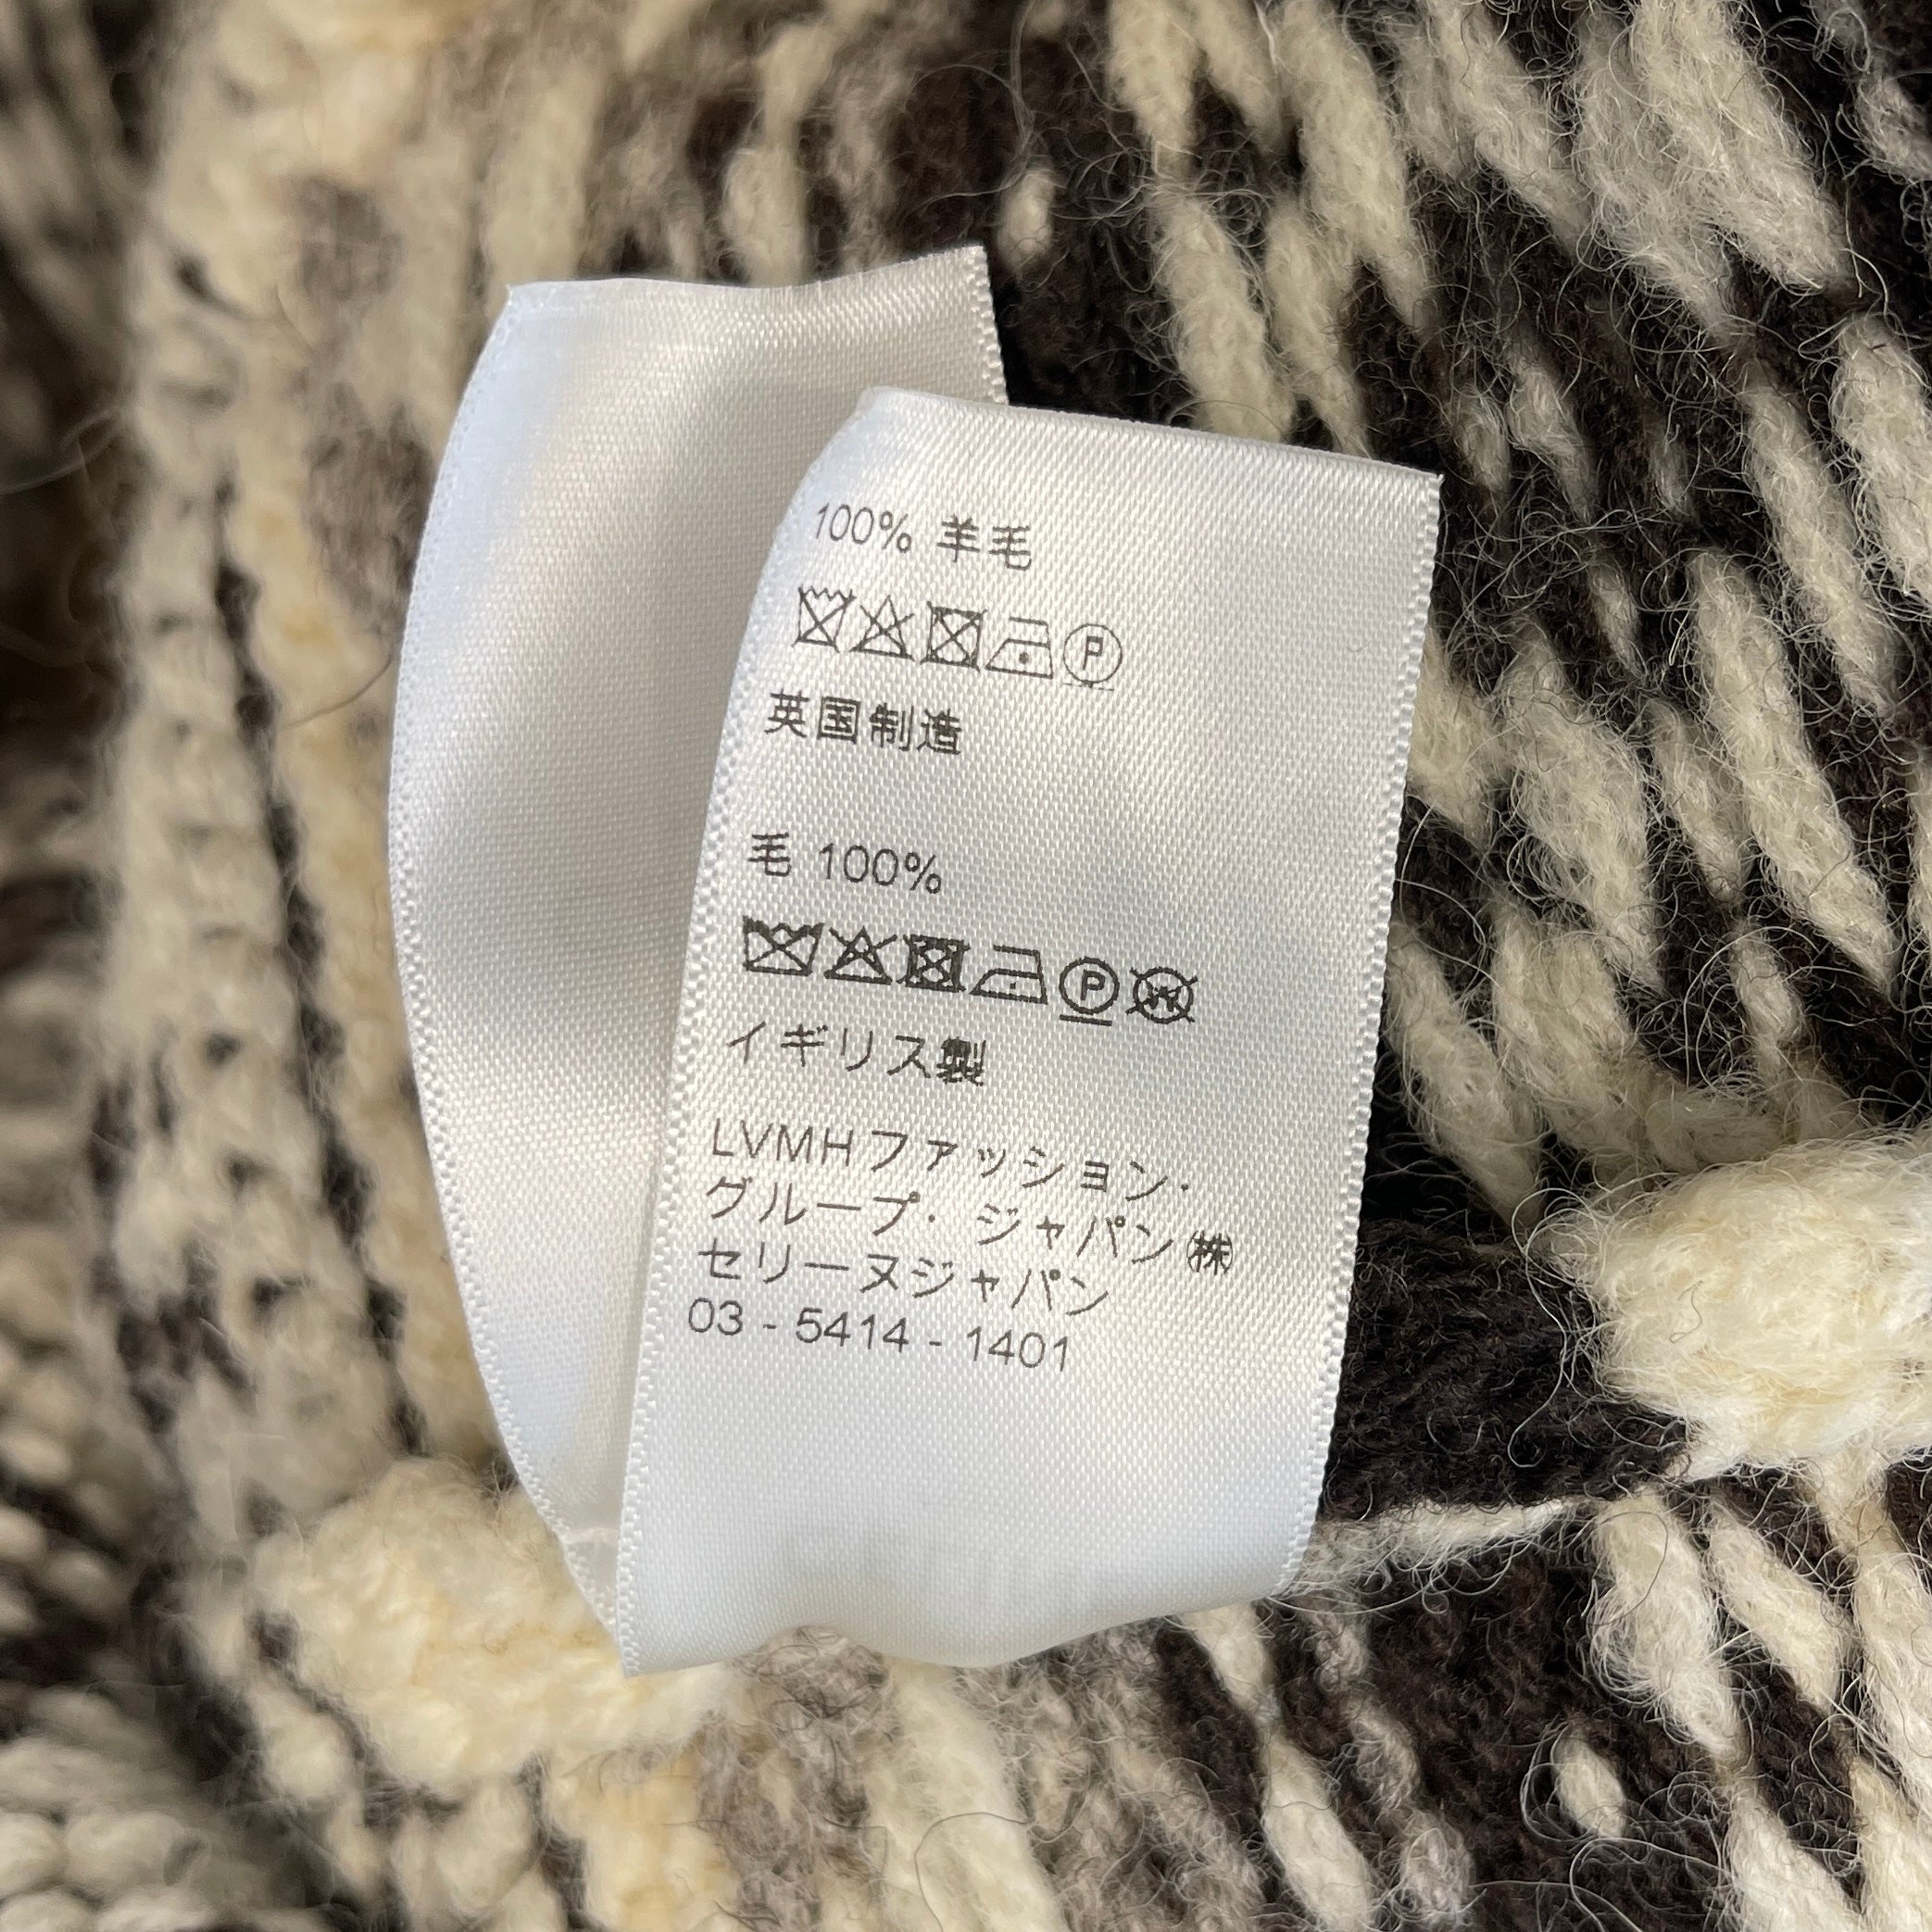 100% 羊毛
P
英国制造
毛 100%
P W
イギリス製
LVMHファッション・
グループ・ジャパン㈱
セリーヌジャパン
03 - 5414 - 1401